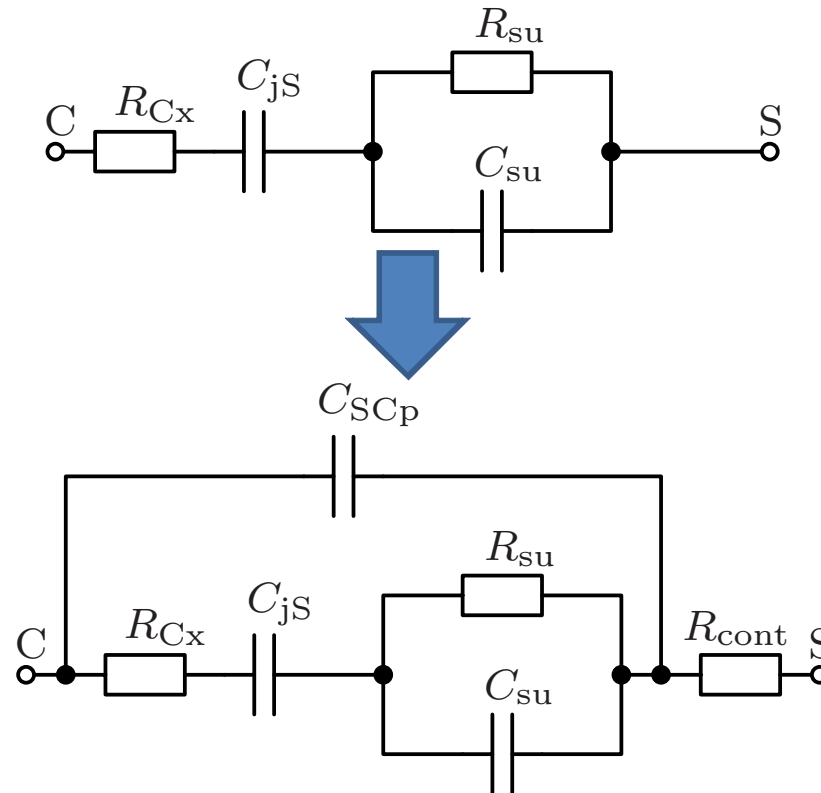 R_su
C_jS
R_Cx
C
S
C_su
C_SCp
R_su
C_jS
R_Cx
C
R_cont
S
C_su